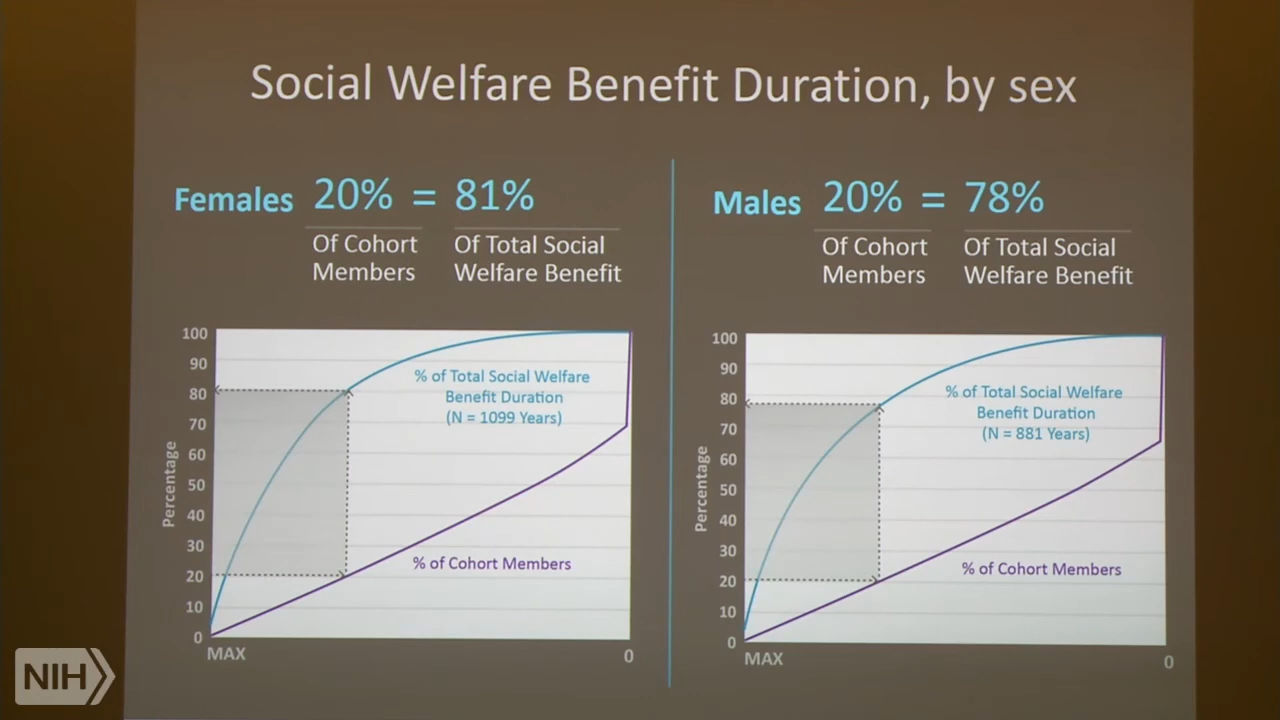 Social Welfare Benefit Duration, by sex
Females 20% = 81%
Of Cohort Members
Of Total Social Welfare Benefit
Males 20% = 78%
Of Cohort Members
Of Total Social Welfare Benefit
100
90
80
70
60
50
40
30
20
10
0
Percentage
% of Total Social Welfare
Benefit Duration
(N = 1099 Years)
% of Cohort Members
MAX
0
100
90
80
70
60
50
40
30
20
10
0
Percentage
% of Total Social Welfare
Benefit Duration
(N = 881 Years)
% of Cohort Members
MAX
0
NIH